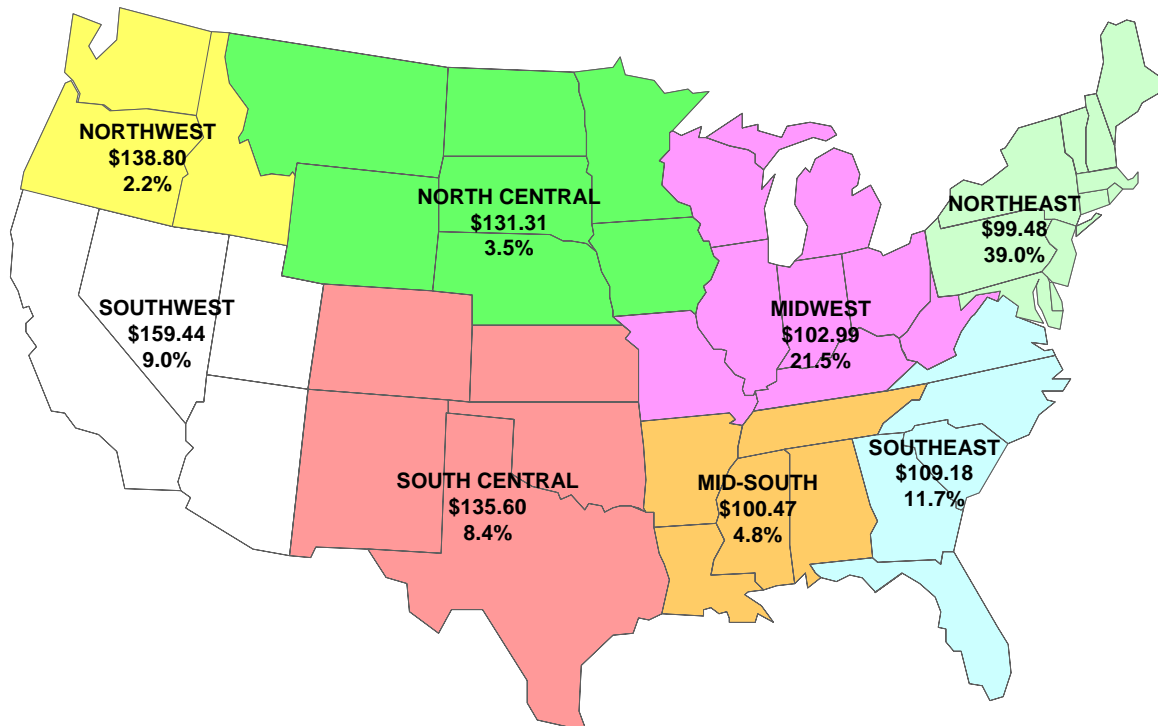 NORTHWEST
$138.80
2.2%
NORTH CENTRAL
$131.31
3.5%
NORTHEAST
$99.48
39.0%
SOUTHWEST
$159.44
9.0%
MIDWEST
$102.99
21.5%
SOUTH CENTRAL
$135.60
8.4%
MID-SOUTH
$100.47
4.8%
SOUTHEAST
$109.18
11.7%